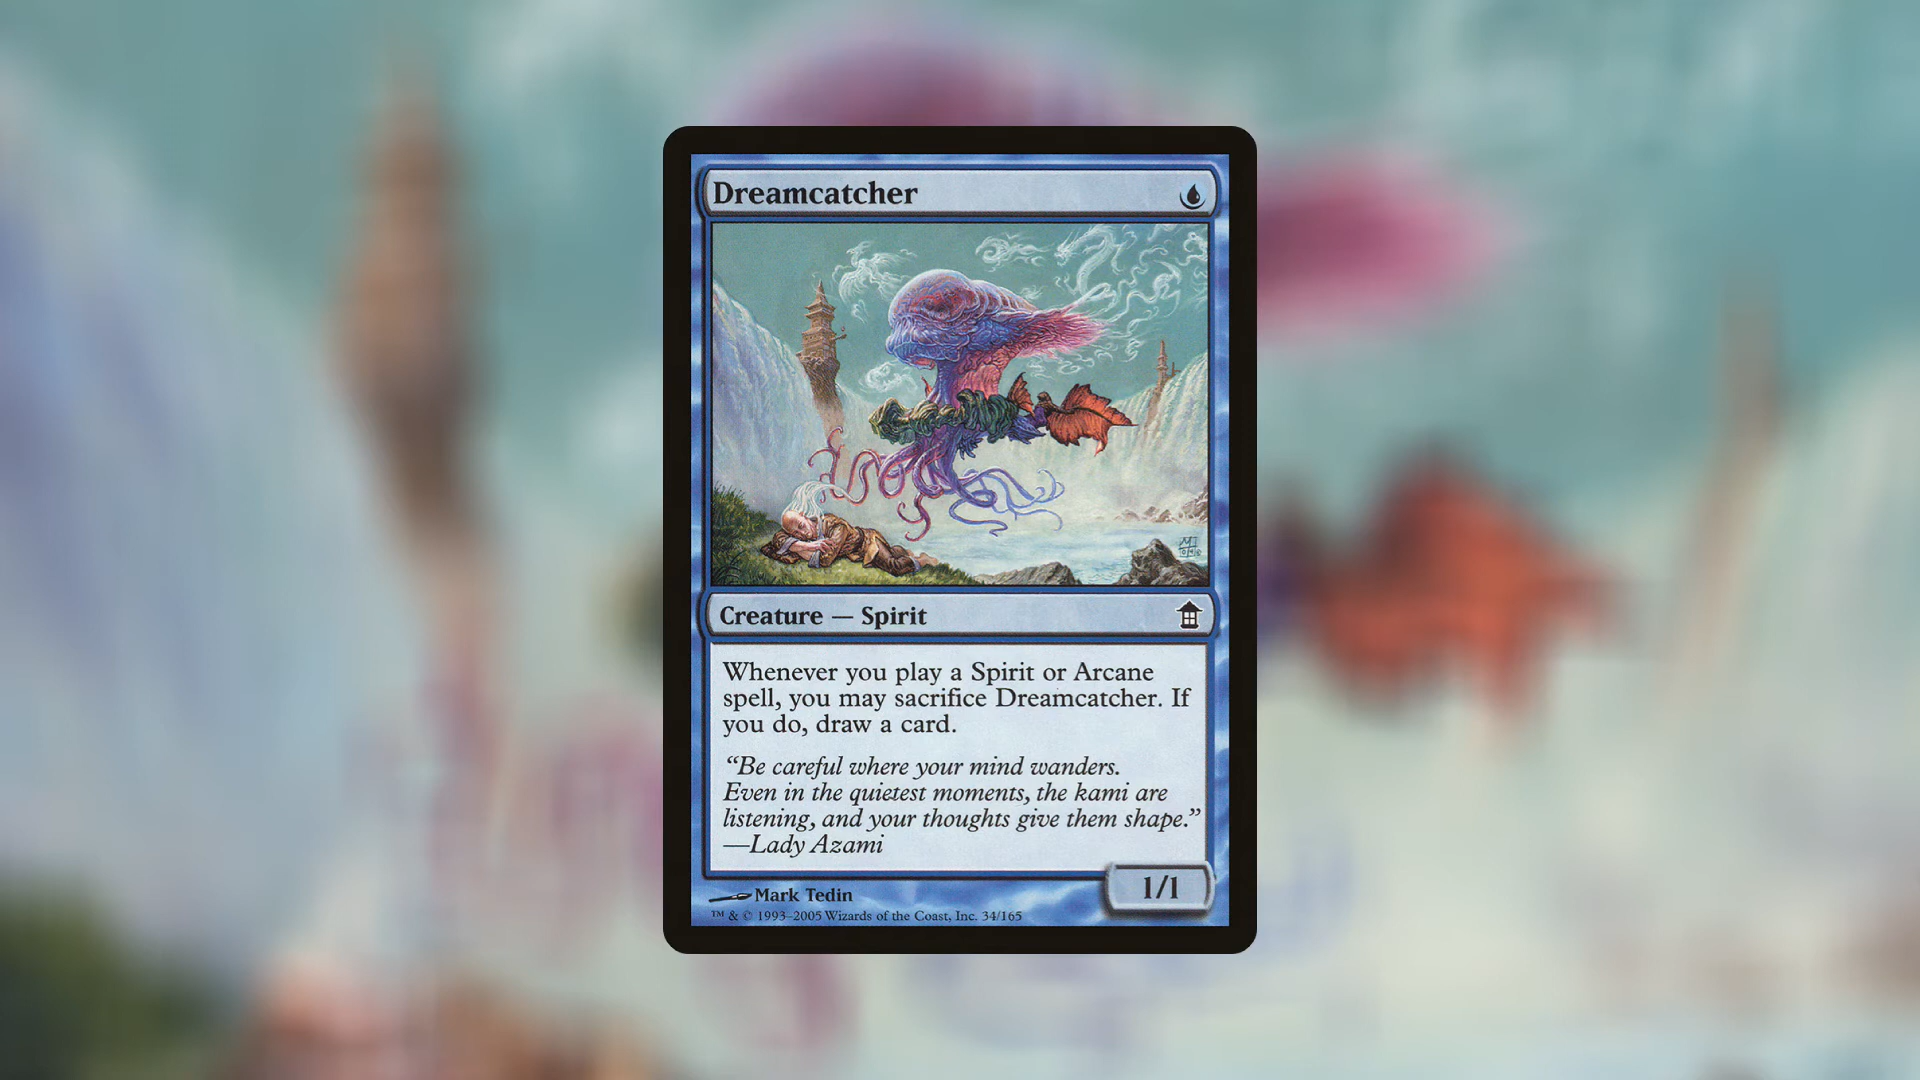 Dreamcatcher
Creature — Spirit
Whenever you play a Spirit or Arcane
spell, you may sacrifice Dreamcatcher. If
you do, draw a card.
“Be careful where your mind wanders.
Even in the quietest moments, the kami are
listening, and your thoughts give them shape.”
—Lady Azami
1/1
Mark Tedin
™ & © 1993–2005 Wizards of the Coast, Inc. 34/165